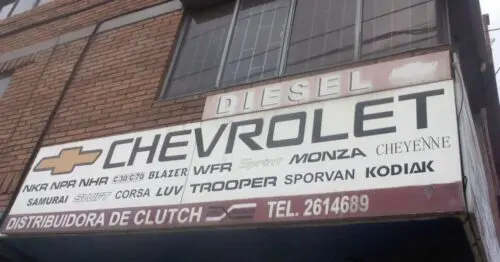 DIESEL
CHEVROLET
NKR NPR NHR C30 C70 BLAZER WFR Sprint MONZA CHEYENNE
SAMURAI SWIFT CORSA LUV TROOPER SPORVAN KODIAK
DISTRIBUIDORA DE CLUTCH TEL. 2614689